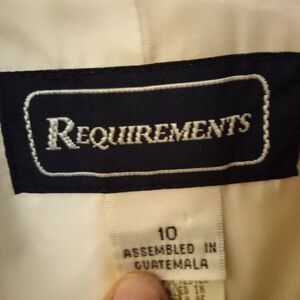 REQUIREMENTS
10
ASSEMBLED IN
GUATEMALA